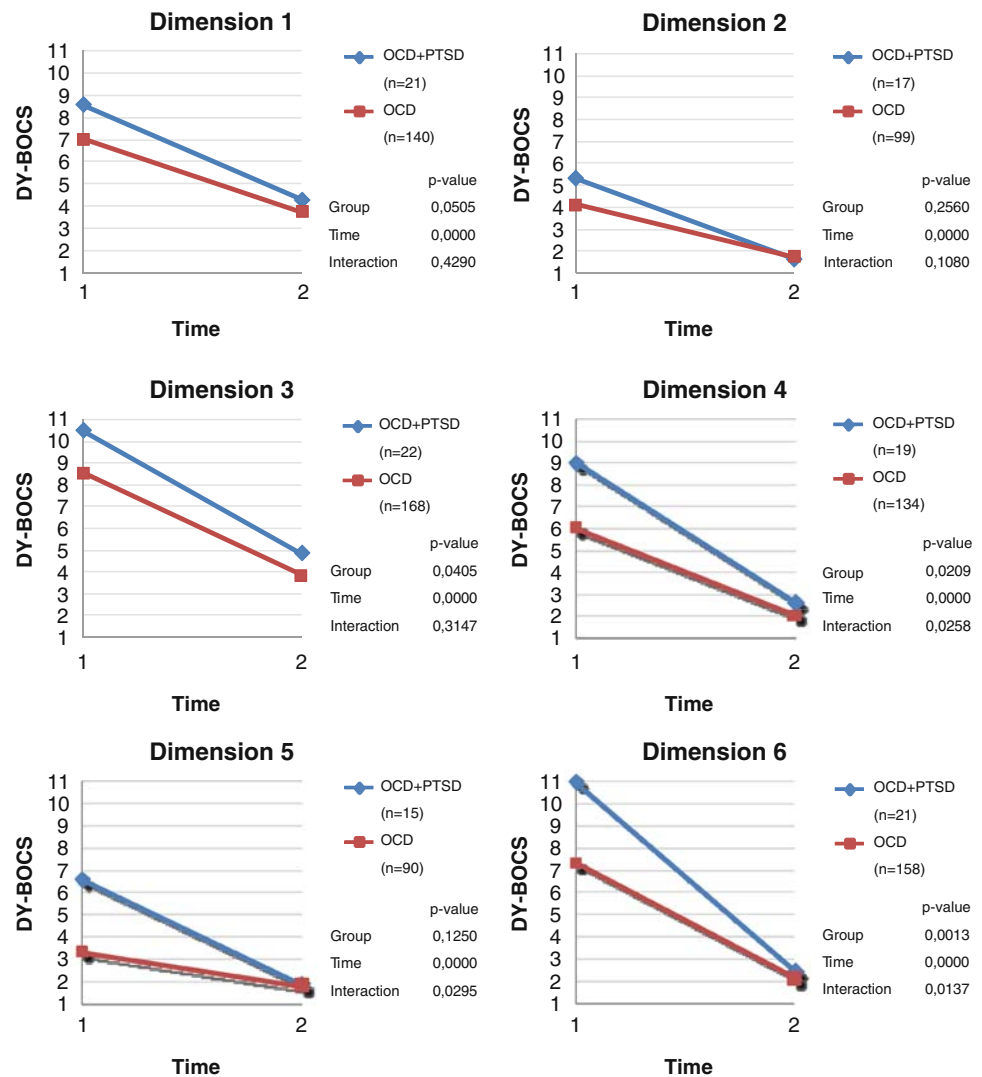 Dimension 1
DY-BOCS
11
10
9
8
7
6
5
4
3
2
1
1 2
Time
OCD+PTSD
(n=21)
OCD
(n=140)
p-value
Group 0,0505
Time 0,0000
Interaction 0,4290
Dimension 2
DY-BOCS
11
10
9
8
7
6
5
4
3
2
1
1 2
Time
OCD+PTSD
(n=17)
OCD
(n=99)
p-value
Group 0,2560
Time 0,0000
Interaction 0,1080
Dimension 3
DY-BOCS
11
10
9
8
7
6
5
4
3
2
1
1 2
Time
OCD+PTSD
(n=22)
OCD
(n=168)
p-value
Group 0,0405
Time 0,0000
Interaction 0,3147
Dimension 4
DY-BOCS
11
10
9
8
7
6
5
4
3
2
1
1 2
Time
OCD+PTSD
(n=19)
OCD
(n=134)
p-value
Group 0,0209
Time 0,0000
Interaction 0,0258
Dimension 5
DY-BOCS
11
10
9
8
7
6
5
4
3
2
1
1 2
Time
OCD+PTSD
(n=15)
OCD
(n=90)
p-value
Group 0,1250
Time 0,0000
Interaction 0,0295
Dimension 6
DY-BOCS
11
10
9
8
7
6
5
4
3
2
1
1 2
Time
OCD+PTSD
(n=21)
OCD
(n=158)
p-value
Group 0,0013
Time 0,0000
Interaction 0,0137